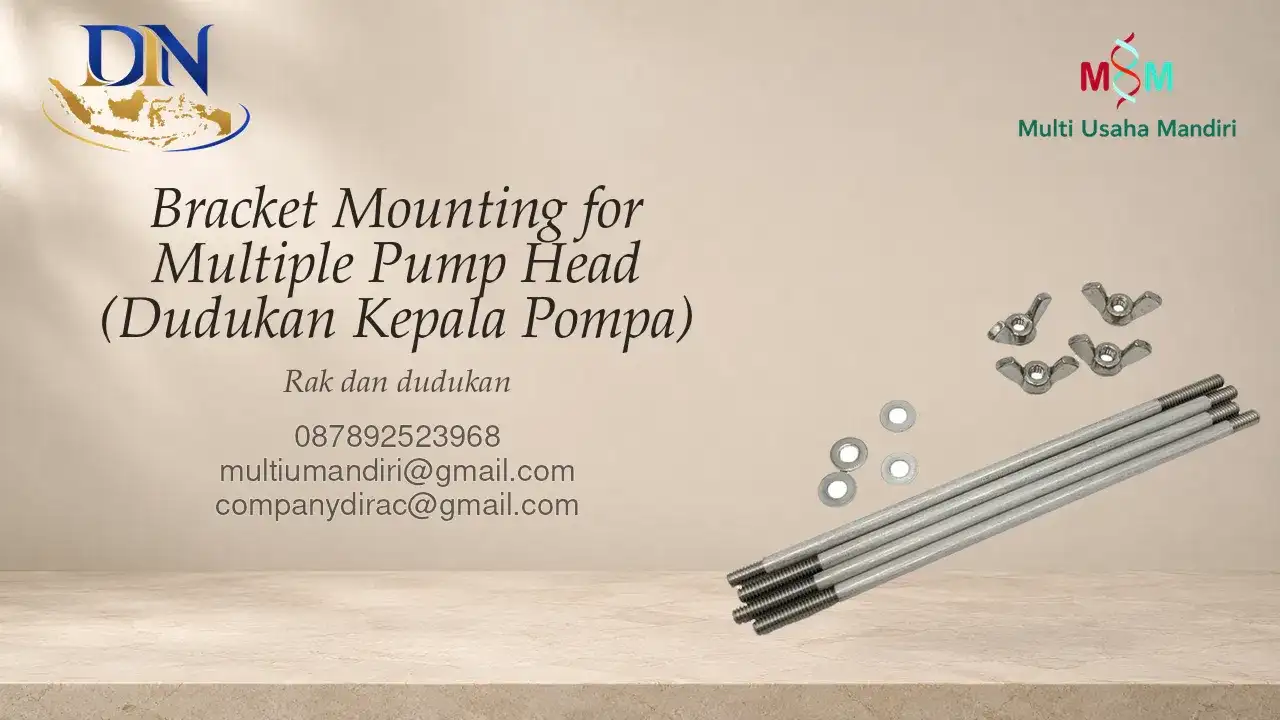 DIN
MSM
Multi Usaha Mandiri
Bracket Mounting for
Multiple Pump Head
(Dudukan Kepala Pompa)
Rak dan dudukan
087892523968
multiumandiri@gmail.com
companydirac@gmail.com